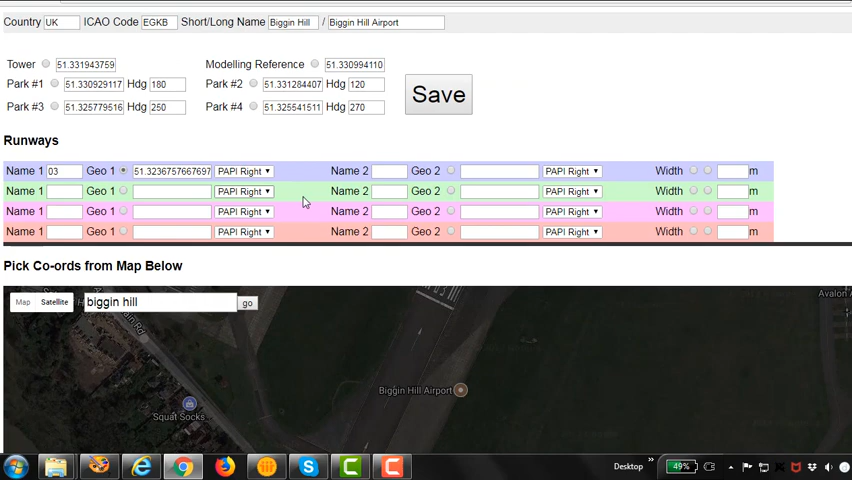 Country UK ICAO Code EGKB Short/Long Name Biggin Hill / Biggin Hill Airport
Tower 51.331943759 Modelling Reference 51.330994110
Park #1 51.330929117 Hdg 180 Park #2 51.331284407 Hdg 120
Park #3 51.325779516 Hdg 250 Park #4 51.325541511 Hdg 270
Save
Runways
Name 1 03 Geo 1 51.3236757667697 PAPI Right Name 2 Geo 2 PAPI Right Width m
Name 1 Geo 1 PAPI Right Name 2 Geo 2 PAPI Right Width m
Name 1 Geo 1 PAPI Right Name 2 Geo 2 PAPI Right Width m
Name 1 Geo 1 PAPI Right Name 2 Geo 2 PAPI Right Width m
Pick Co-ords from Map Below
Map Satellite biggin hill go
Avalon
Rd
Biggin Hill Airport
Squat Socks
Desktop » 49%